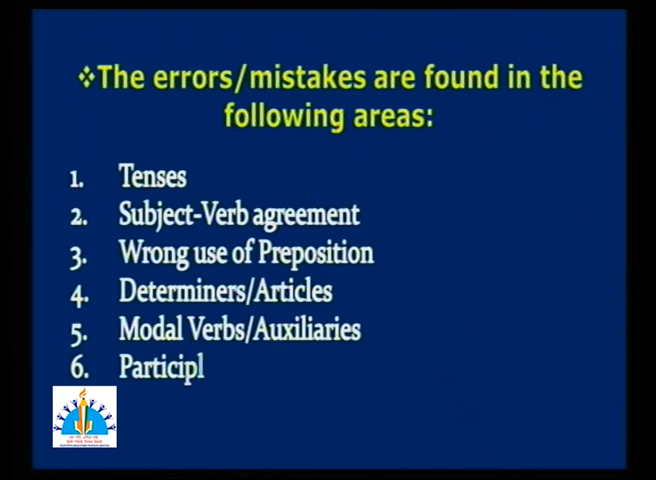 ❖The errors/mistakes are found in the
following areas:
1. Tenses
2. Subject-Verb agreement
3. Wrong use of Preposition
4. Determiners/Articles
5. Modal Verbs/Auxiliaries
6. Participl